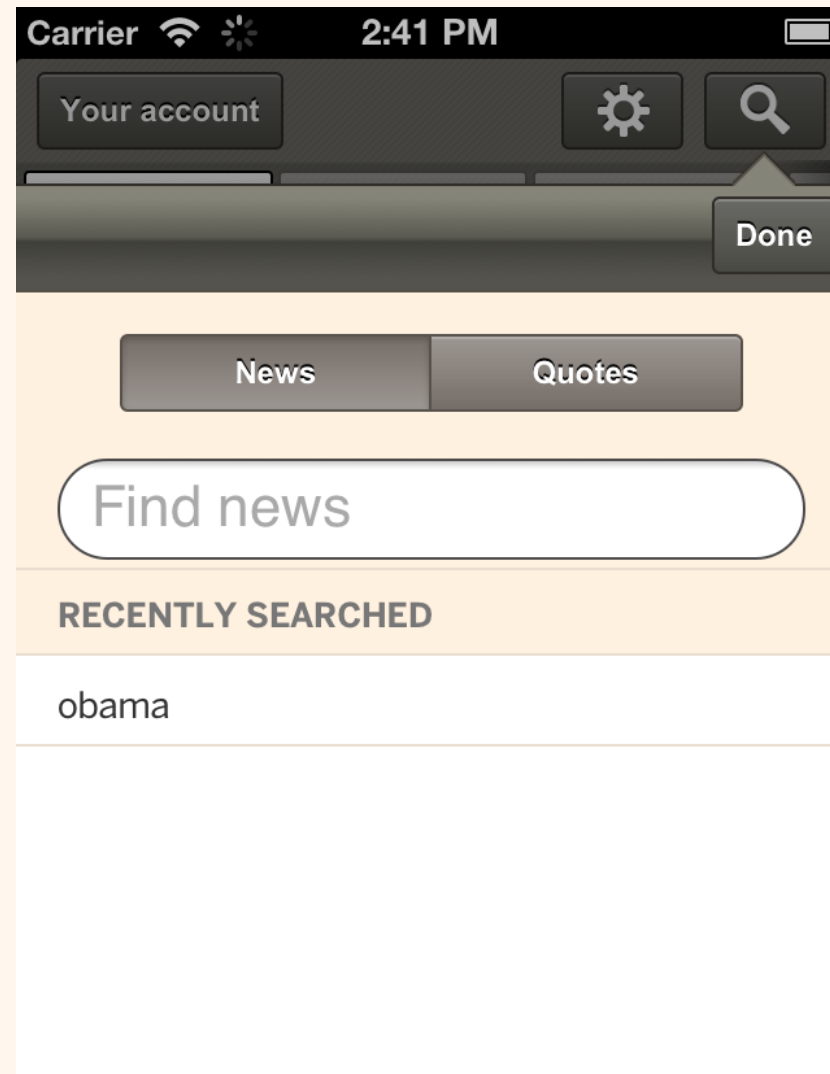 Carrier 2:41 PM
Your account
Done
News Quotes
Find news
RECENTLY SEARCHED
obama